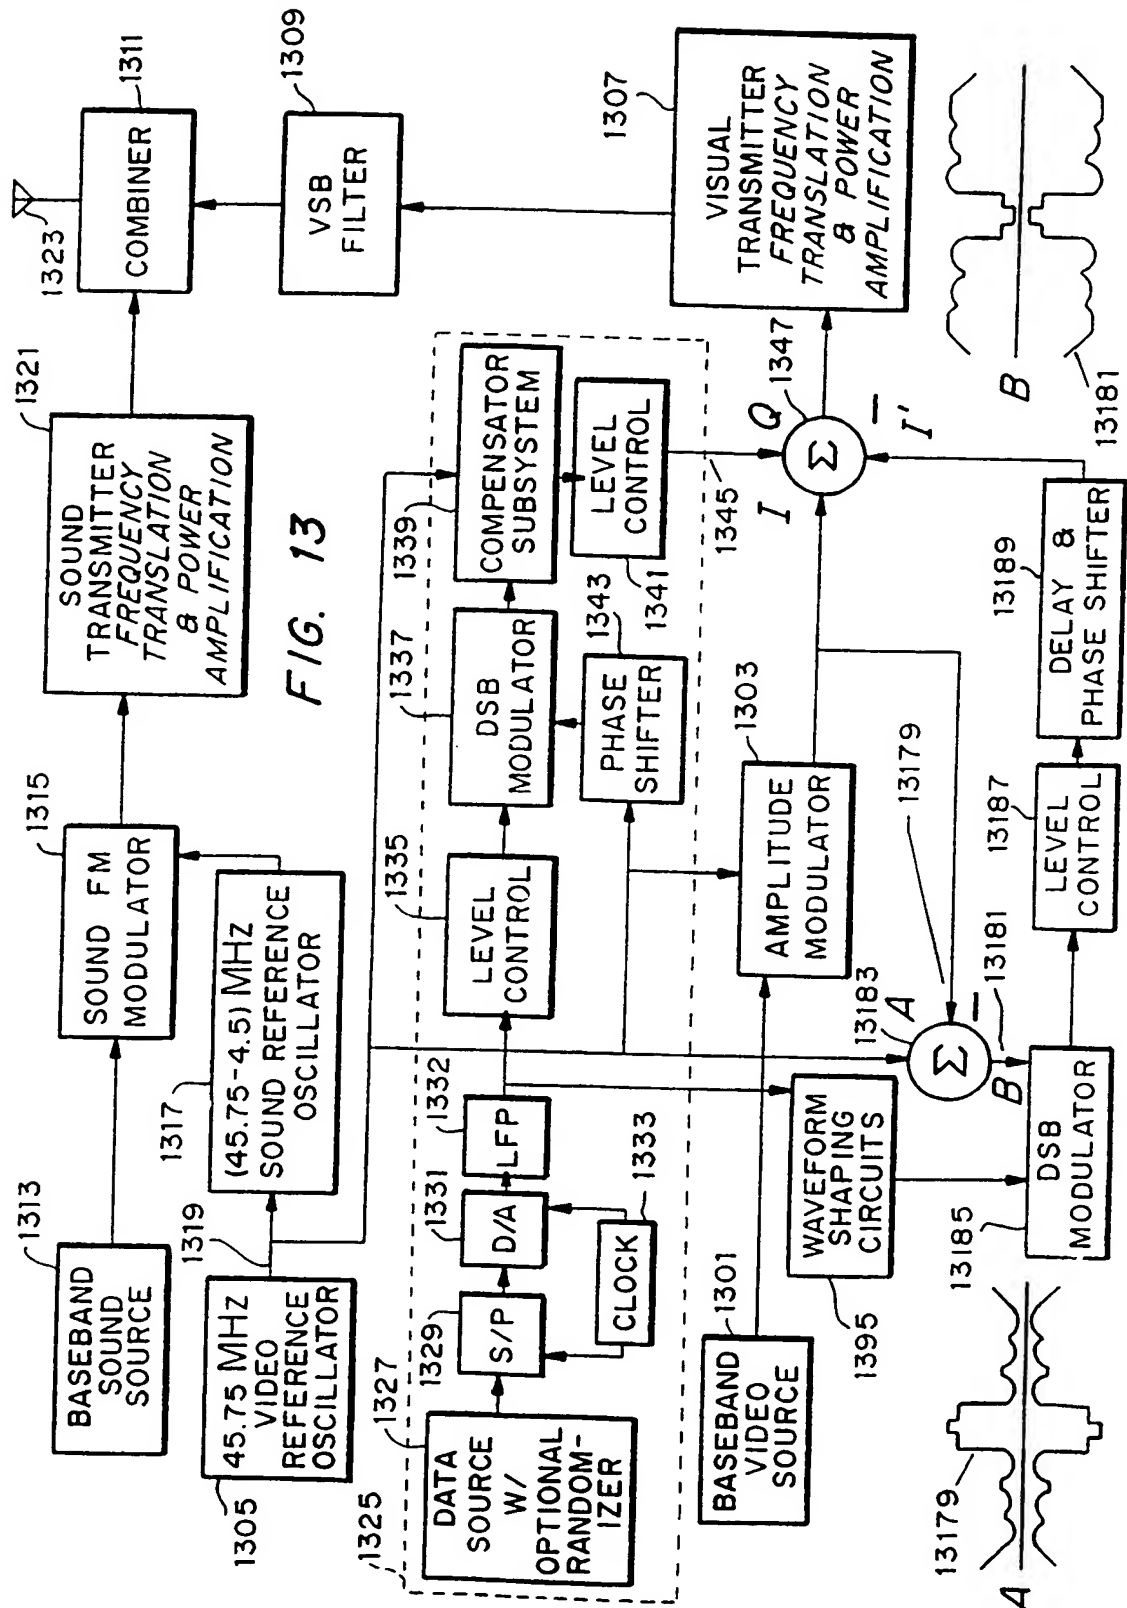 1313
BASEBAND
SOUND
SOURCE
1315
SOUND FM
MODULATOR
1321
SOUND
TRANSMITTER
FREQUENCY
TRANSLATION
& POWER
AMPLIFICATION
1323
1311
COMBINER
1309
VSB
FILTER
1305
45.75 MHZ
VIDEO
REFERENCE
OSCILLATOR
1319
1317
(45.75-4.5) MHZ
SOUND REFERENCE
OSCILLATOR
FIG. 13
1325
1327
DATA
SOURCE
W/
OPTIONAL
RANDOM-
IZER
1329
S/P
1331
D/A
1332
LFP
1333
CLOCK
1335
LEVEL
CONTROL
1337
DSB
MODULATOR
1343
PHASE
SHIFTER
1339
COMPENSATOR
SUBSYSTEM
1341
LEVEL
CONTROL
1345
1307
VISUAL
TRANSMITTER
FREQUENCY
TRANSLATION
& POWER
AMPLIFICATION
1301
BASEBAND
VIDEO
SOURCE
1303
AMPLITUDE
MODULATOR
I
Q
1347
Σ
−
I'
1395
WAVEFORM
SHAPING
CIRCUITS
A
13183
Σ
−
13179
B
13181
13185
DSB
MODULATOR
13187
LEVEL
CONTROL
13189
DELAY &
PHASE SHIFTER
13179
A
B
13181